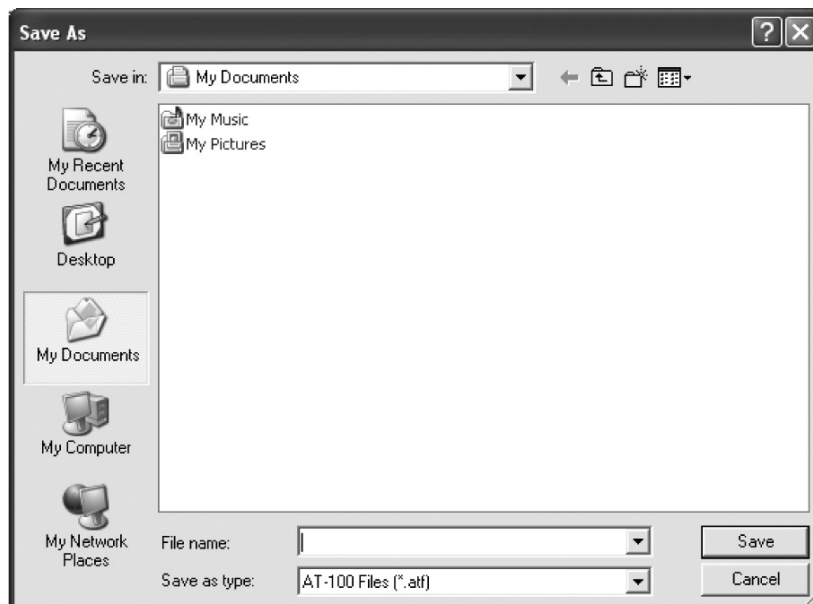 Save As
Save in:
My Documents
My Music
My Pictures
My Recent
Documents
Desktop
My Documents
My Computer
My Network
Places
File name:
Save
Save as type:
AT-100 Files (*.atf)
Cancel